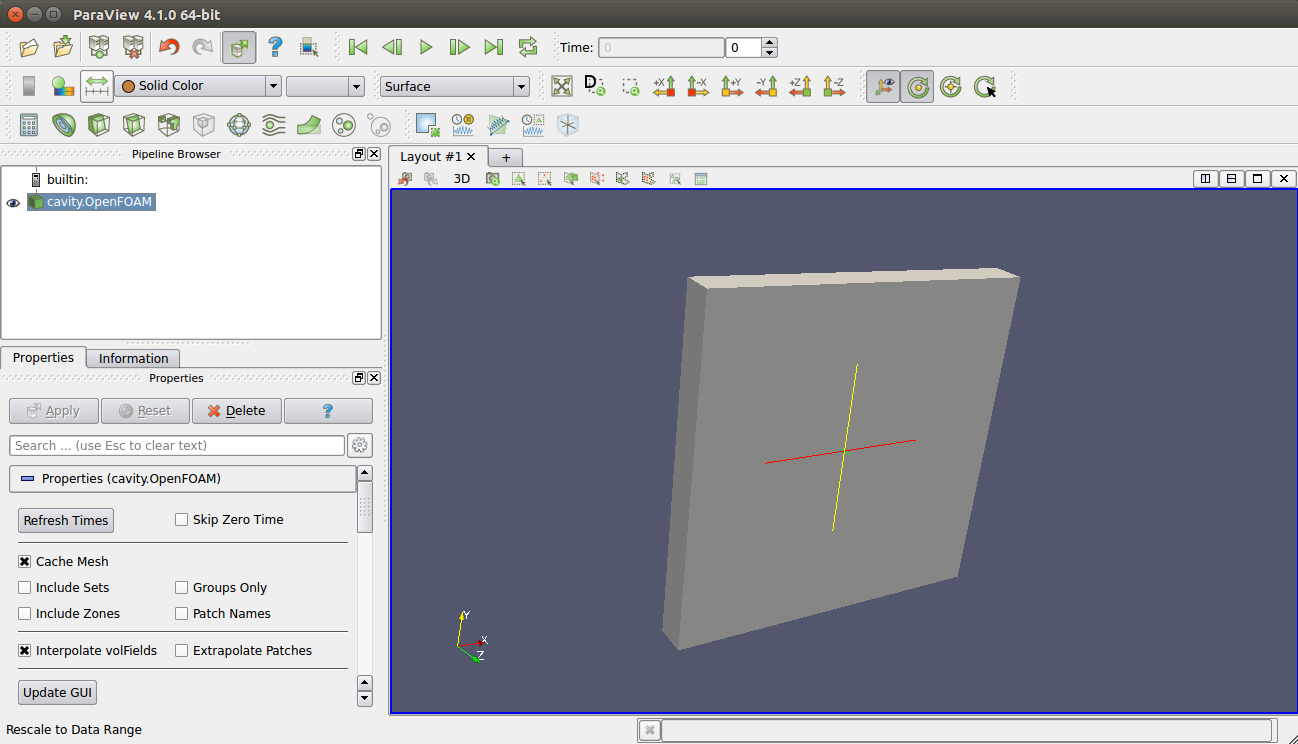 ParaView 4.1.0 64-bit
Time: 0 0
Solid Color Surface D +X -X +Y -Y +Z -Z
Pipeline Browser
builtin:
cavity.OpenFOAM
Properties Information
Properties
Apply Reset Delete ?
Search ... (use Esc to clear text)
Properties (cavity.OpenFOAM)
Refresh Times Skip Zero Time
Cache Mesh
Include Sets Groups Only
Include Zones Patch Names
Interpolate volFields Extrapolate Patches
Update GUI
Rescale to Data Range
Layout #1 +
3D
Y
X
Z